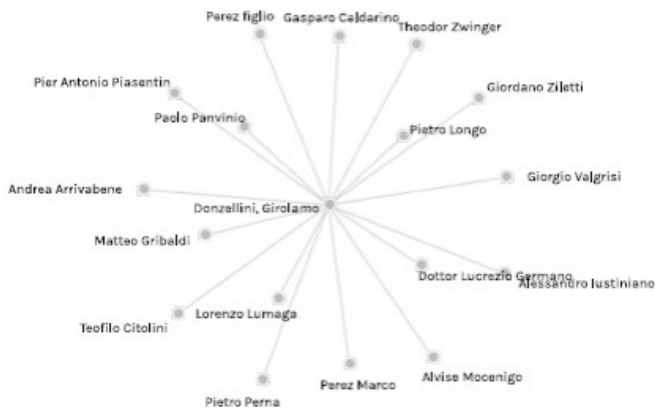 Perez figlio
Gasparo Caldarino
Theodor Zwinger
Pier Antonio Piasentin
Giordano Ziletti
Paolo Panvinio
Pietro Longo
Giorgio Valgrisi
Andrea Arrivabene
Donzellini, Girolamo
Matteo Gribaldi
Dottor Lucrezio Germano
Alessandro Iustiniano
Lorenzo Lumaga
Teofilo Citolini
Alvise Mocenigo
Perez Marco
Pietro Perna